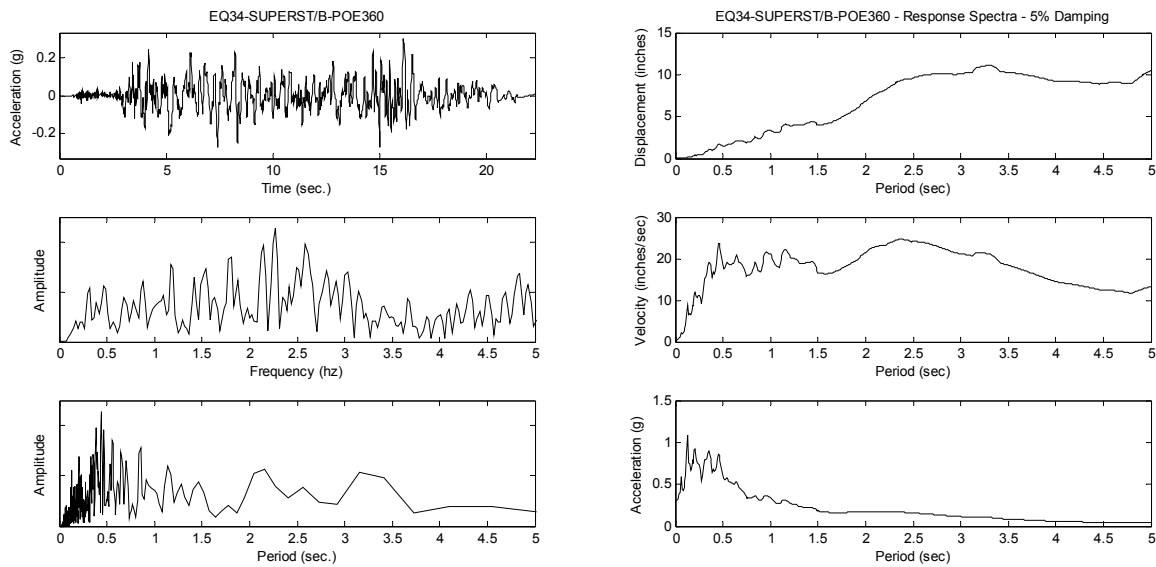 EQ34-SUPERST/B-POE360
Acceleration (g)
0.2
0
-0.2
5
10
15
20
Time (sec.)
Amplitude
0 0.5 1 1.5 2 2.5 3 3.5 4 4.5 5
Frequency (hz)
Amplitude
0 0.5 1 1.5 2 2.5 3 3.5 4 4.5 5
Period (sec.)
EQ34-SUPERST/B-POE360 - Response Spectra - 5% Damping
Displacement (inches)
15
10
5
0
0 0.5 1 1.5 2 2.5 3 3.5 4 4.5 5
Period (sec)
Velocity (inches/sec)
30
20
10
0
0 0.5 1 1.5 2 2.5 3 3.5 4 4.5 5
Period (sec)
Acceleration (g)
1.5
1
0.5
0
0 0.5 1 1.5 2 2.5 3 3.5 4 4.5 5
Period (sec)